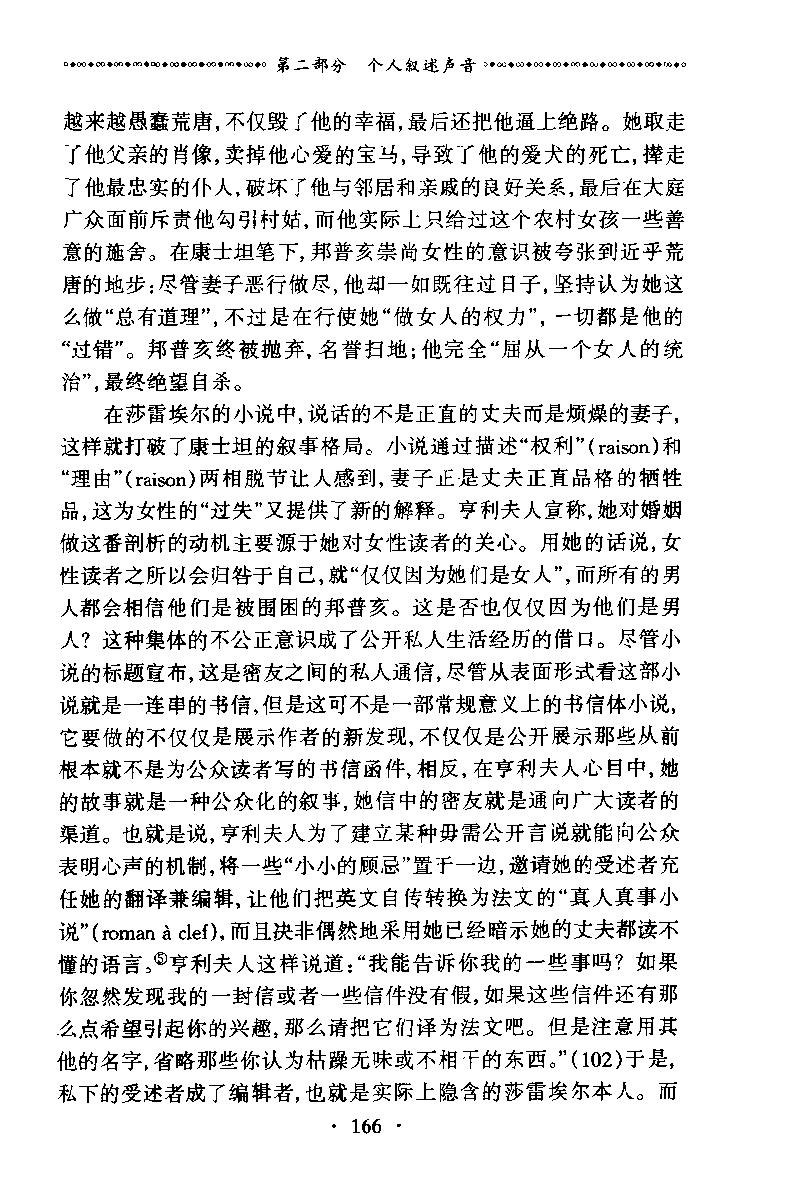 第二部分　个人叙述声音
越来越愚蠢荒唐,不仅毁了他的幸福,最后还把他逼上绝路。她取走
了他父亲的肖像,卖掉他心爱的宝马,导致了他的爱犬的死亡,撵走
了他最忠实的仆人,破坏了他与邻居和亲戚的良好关系,最后在大庭
广众面前斥责他勾引村姑,而他实际上只给过这个农村女孩一些善
意的施舍。在康士坦笔下,邦普亥崇尚女性的意识被夸张到近乎荒
唐的地步:尽管妻子恶行做尽,他却一如既往过日子,坚持认为她这
么做“总有道理”,不过是在行使她“做女人的权力”,一切都是他的
“过错”。邦普亥终被抛弃,名誉扫地;他完全“屈从一个女人的统
治”,最终绝望自杀。
在莎雷埃尔的小说中,说话的不是正直的丈夫而是烦燥的妻子,
这样就打破了康士坦的叙事格局。小说通过描述“权利”(raison)和
“理由”(raison)两相脱节让人感到,妻子正是丈夫正直品格的牺牲
品,这为女性的“过失”又提供了新的解释。亨利夫人宣称,她对婚姻
做这番剖析的动机主要源于她对女性读者的关心。用她的话说,女
性读者之所以会归咎于自己,就“仅仅因为她们是女人”,而所有的男
人都会相信他们是被围困的邦普亥。这是否也仅仅因为他们是男
人？这种集体的不公正意识成了公开私人生活经历的借口。尽管小
说的标题宣布,这是密友之间的私人通信,尽管从表面形式看这部小
说就是一连串的书信,但是这可不是一部常规意义上的书信体小说,
它要做的不仅仅是展示作者的新发现,不仅仅是公开展示那些从前
根本就不是为公众读者写的书信函件,相反,在亨利夫人心目中,她
的故事就是一种公众化的叙事,她信中的密友就是通向广大读者的
渠道。也就是说,亨利夫人为了建立某种毋需公开言说就能向公众
表明心声的机制,将一些“小小的顾忌”置于一边,邀请她的受述者充
任她的翻译兼编辑,让他们把英文自传转换为法文的“真人真事小
说”(roman à clef),而且决非偶然地采用她已经暗示她的丈夫都读不
懂的语言。⑤亨利夫人这样说道:“我能告诉你我的一些事吗？如果
你忽然发现我的一封信或者一些信件没有假,如果这些信件还有那
么点希望引起你的兴趣,那么请把它们译为法文吧。但是注意用其
他的名字,省略那些你认为枯躁无味或不相干的东西。”(102)于是,
私下的受述者成了编辑者,也就是实际上隐含的莎雷埃尔本人。而
· 166 ·